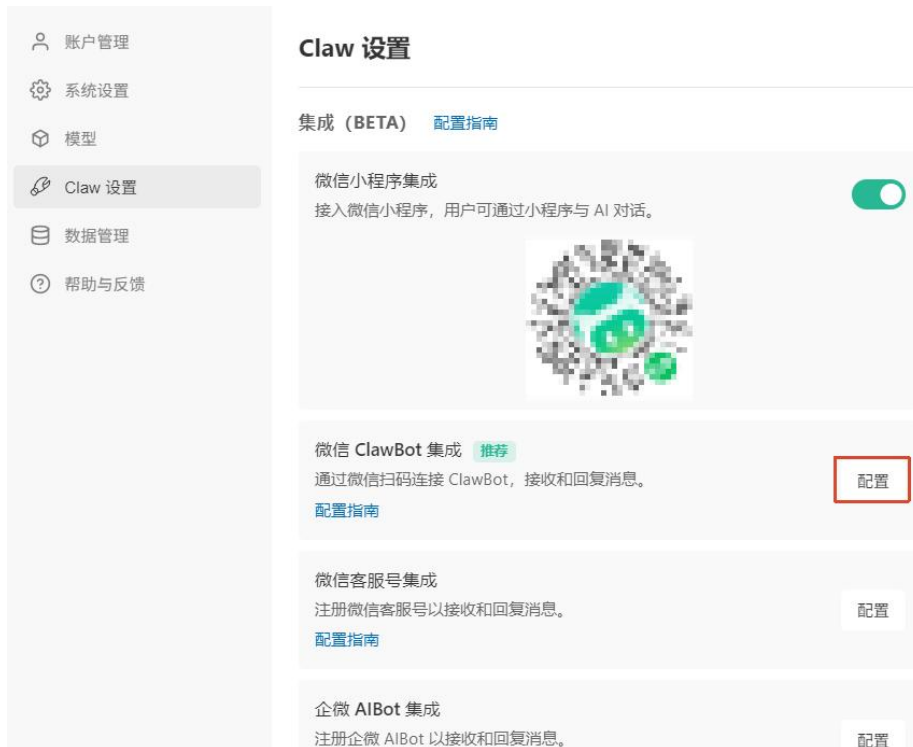 账户管理
系统设置
模型
Claw 设置
数据管理
帮助与反馈
Claw 设置
集成（BETA） 配置指南
微信小程序集成
接入微信小程序，用户可通过小程序与 AI 对话。
微信 ClawBot 集成 推荐
通过微信扫码连接 ClawBot，接收和回复消息。
配置
配置指南
微信客服号集成
注册微信客服号以接收和回复消息。
配置
配置指南
企微 AIBot 集成
注册企微 AIBot 以接收和回复消息。
配置